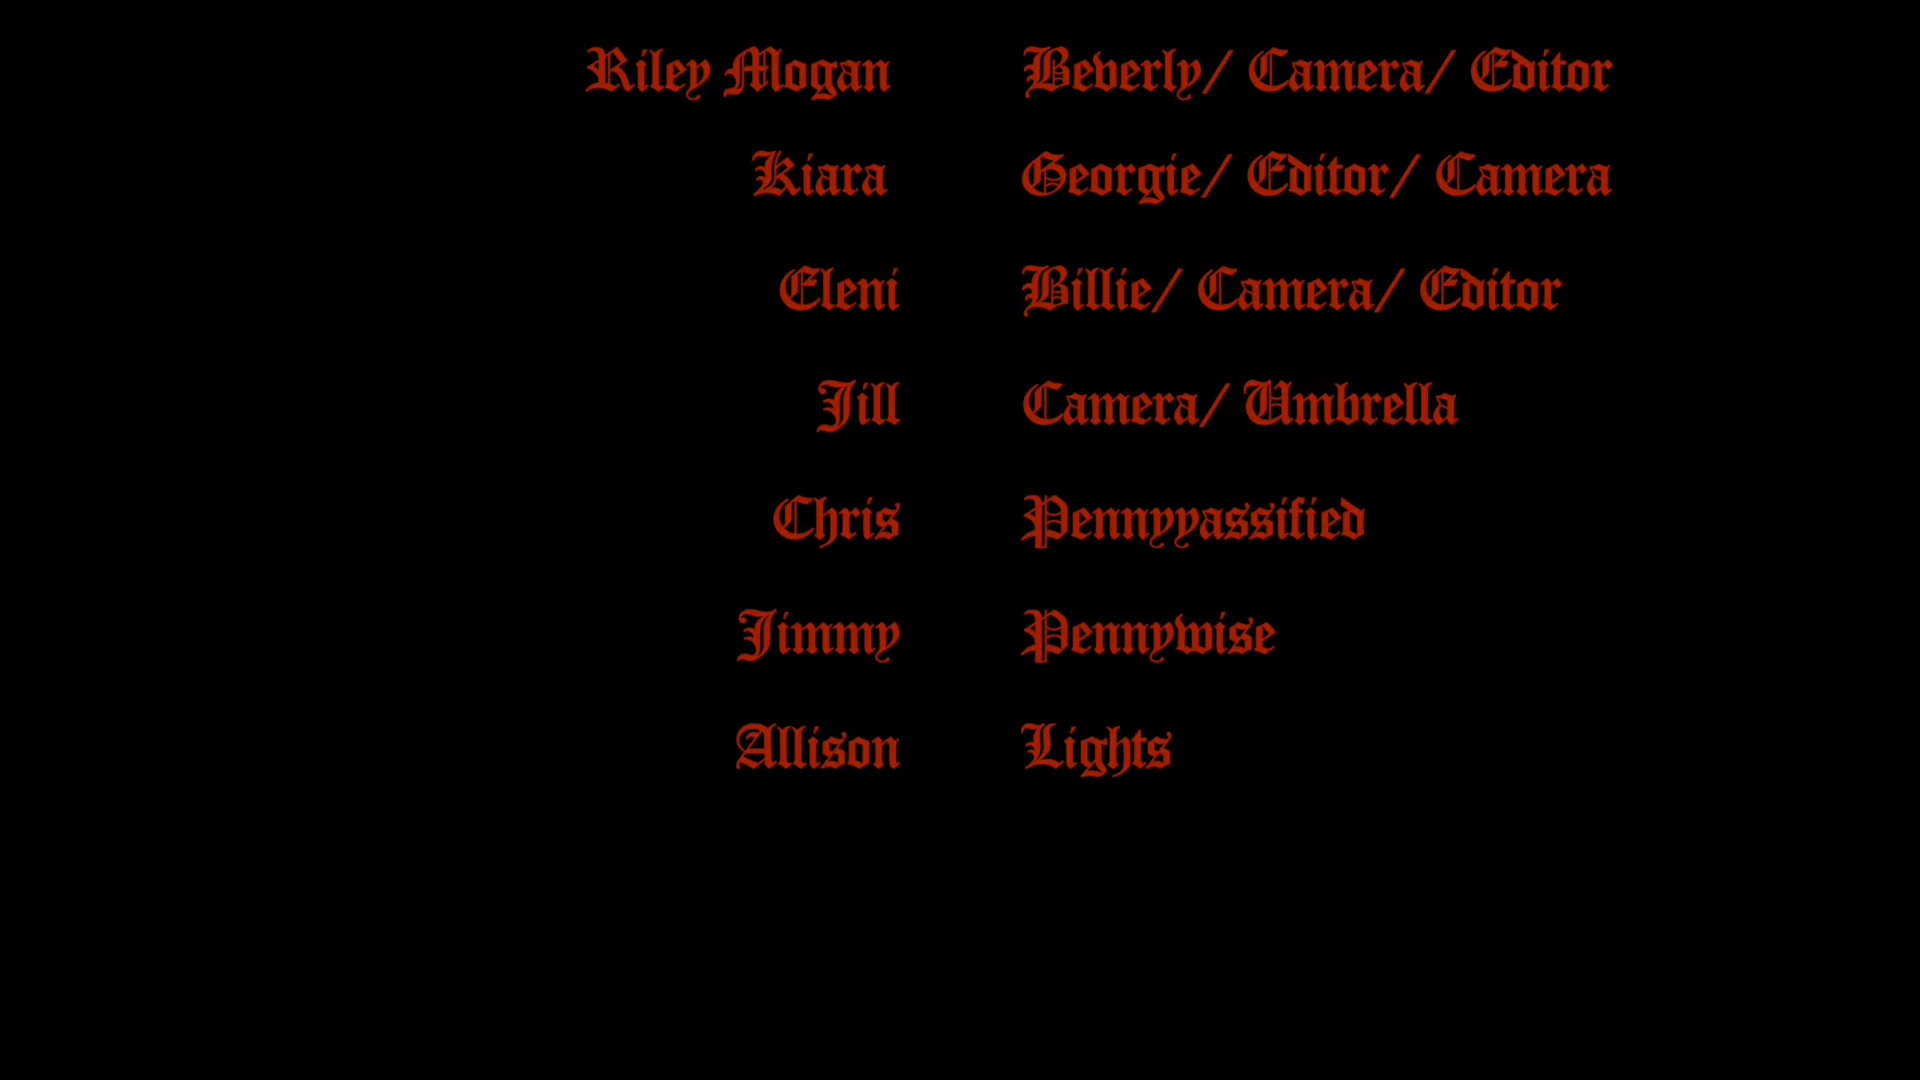 Riley Mogan Beverly/ Camera/ Editor
Kiara Georgie/ Editor/ Camera
Eleni Billie/ Camera/ Editor
Jill Camera/ Umbrella
Chris Pennyyassified
Jimmy Pennywise
Allison Lights